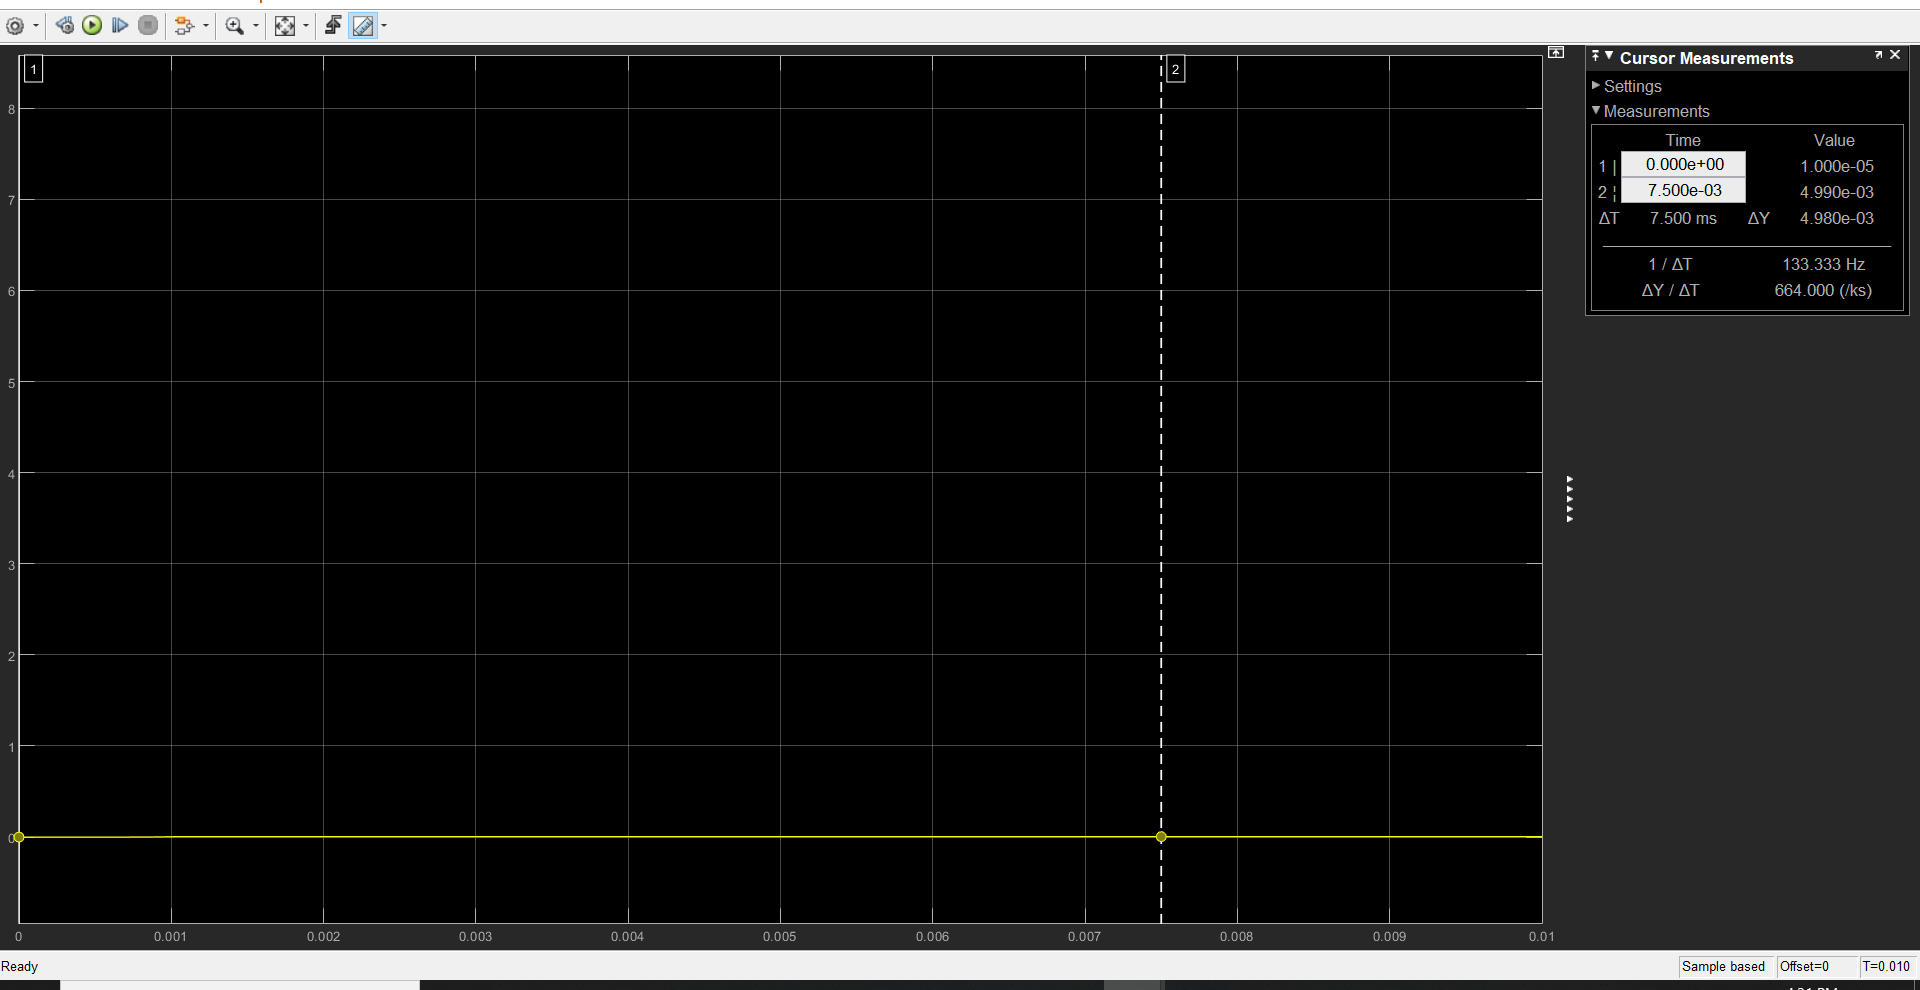 1
2
8
7
6
5
4
3
2
1
0
0 0.001 0.002 0.003 0.004 0.005 0.006 0.007 0.008 0.009 0.01
Cursor Measurements
Settings
Measurements
Time Value
1 | 0.000e+00 1.000e-05
2 ¦ 7.500e-03 4.990e-03
ΔT 7.500 ms ΔY 4.980e-03
1 / ΔT 133.333 Hz
ΔY / ΔT 664.000 (/ks)
Ready Sample based Offset=0 T=0.010